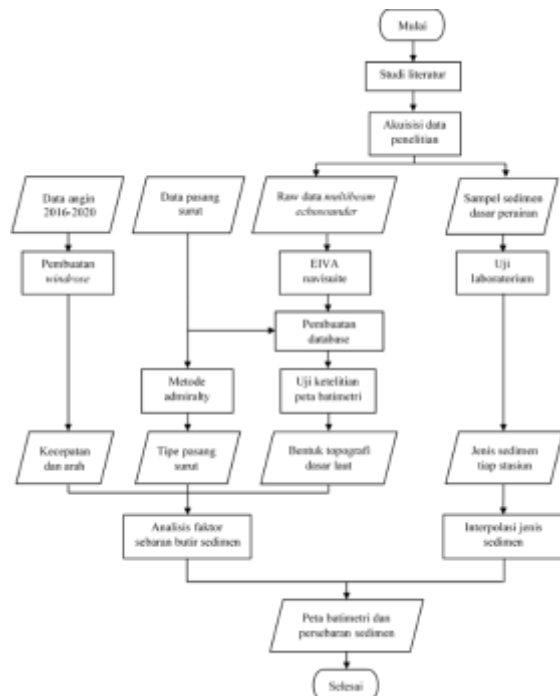 Mulai
Studi literatur
Akuisisi data
penelitian
Data angin
2016-2020
Data pasang
surut
Raw data multibeam
echosounder
Sampel sedimen
dasar perairan
Pembuatan
windrose
EIVA
navisuite
Uji
laboratorium
Pembuatan
database
Metode
admiralty
Uji ketelitian
peta batimetri
Kecepatan
dan arah
Tipe pasang
surut
Bentuk topografi
dasar laut
Jenis sedimen
tiap stasiun
Analisis faktor
sebaran butir sedimen
Interpolasi jenis
sedimen
Peta batimetri dan
persebaran sedimen
Selesai